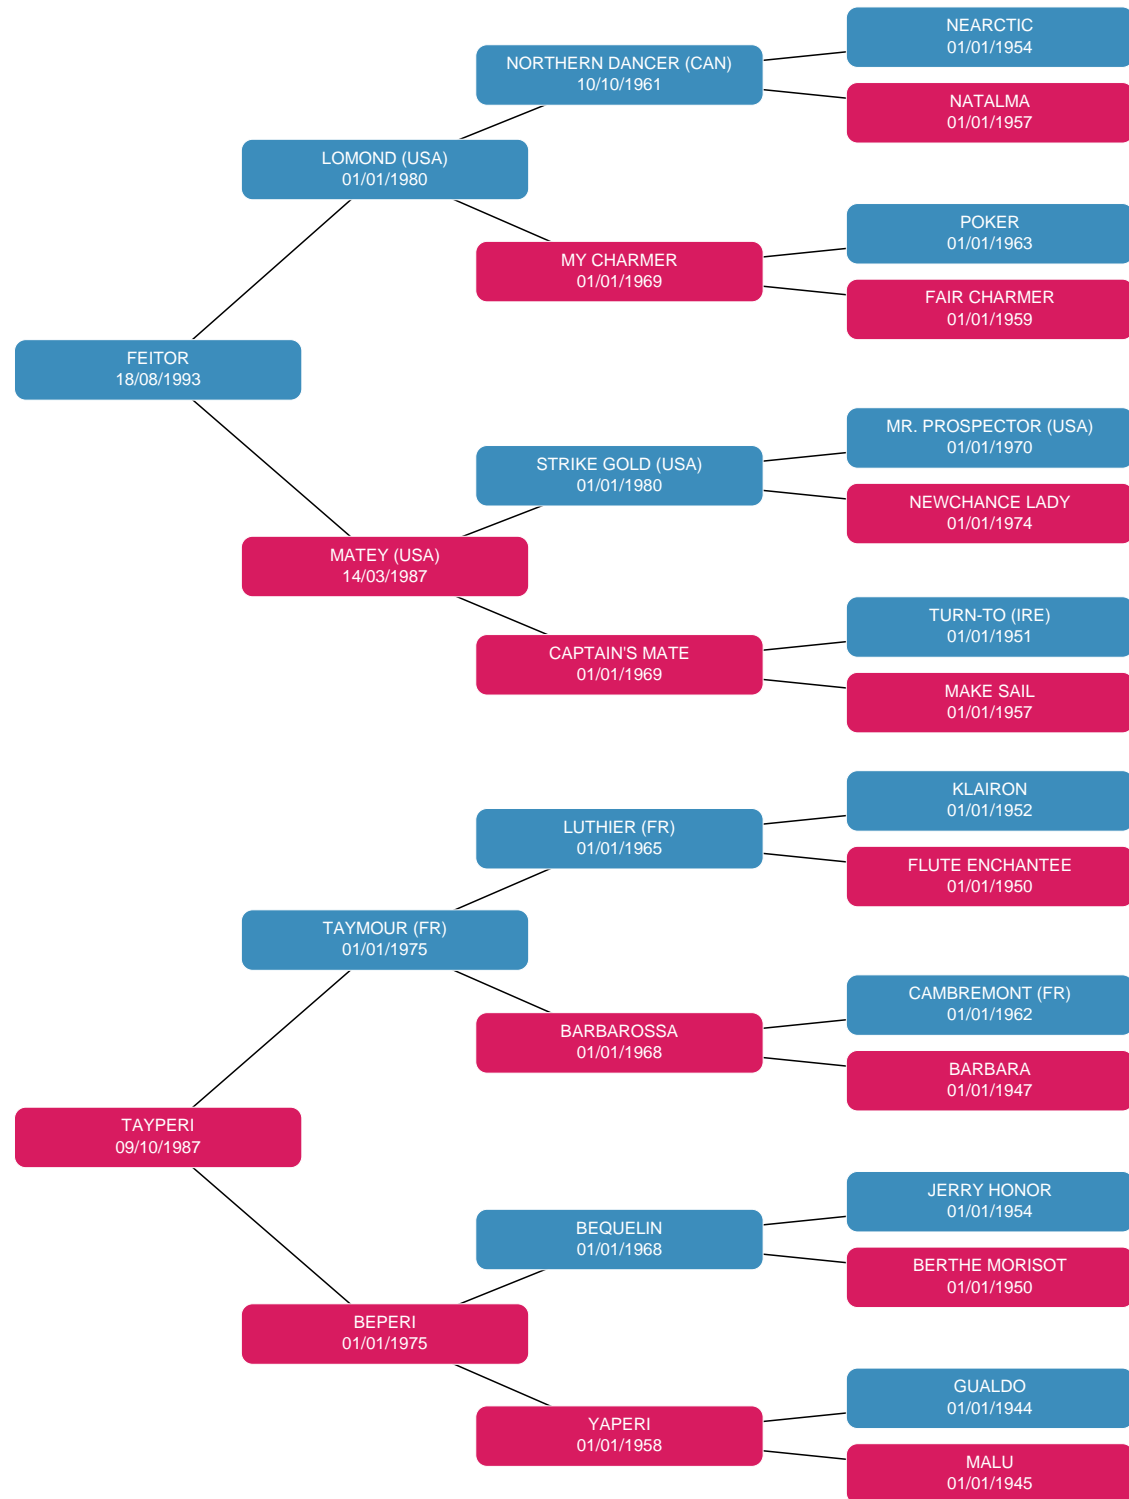 NEARCTIC
01/01/1954
NORTHERN DANCER (CAN)
10/10/1961
NATALMA
01/01/1957
LOMOND (USA)
01/01/1980
POKER
01/01/1963
MY CHARMER
01/01/1969
FAIR CHARMER
01/01/1959
FEITOR
18/08/1993
MR. PROSPECTOR (USA)
01/01/1970
STRIKE GOLD (USA)
01/01/1980
NEWCHANCE LADY
01/01/1974
MATEY (USA)
14/03/1987
TURN-TO (IRE)
01/01/1951
CAPTAIN'S MATE
01/01/1969
MAKE SAIL
01/01/1957
KLAIRON
01/01/1952
LUTHIER (FR)
01/01/1965
FLUTE ENCHANTEE
01/01/1950
TAYMOUR (FR)
01/01/1975
CAMBREMONT (FR)
01/01/1962
BARBAROSSA
01/01/1968
BARBARA
01/01/1947
TAYPERI
09/10/1987
JERRY HONOR
01/01/1954
BEQUELIN
01/01/1968
BERTHE MORISOT
01/01/1950
BEPERI
01/01/1975
GUALDO
01/01/1944
YAPERI
01/01/1958
MALU
01/01/1945